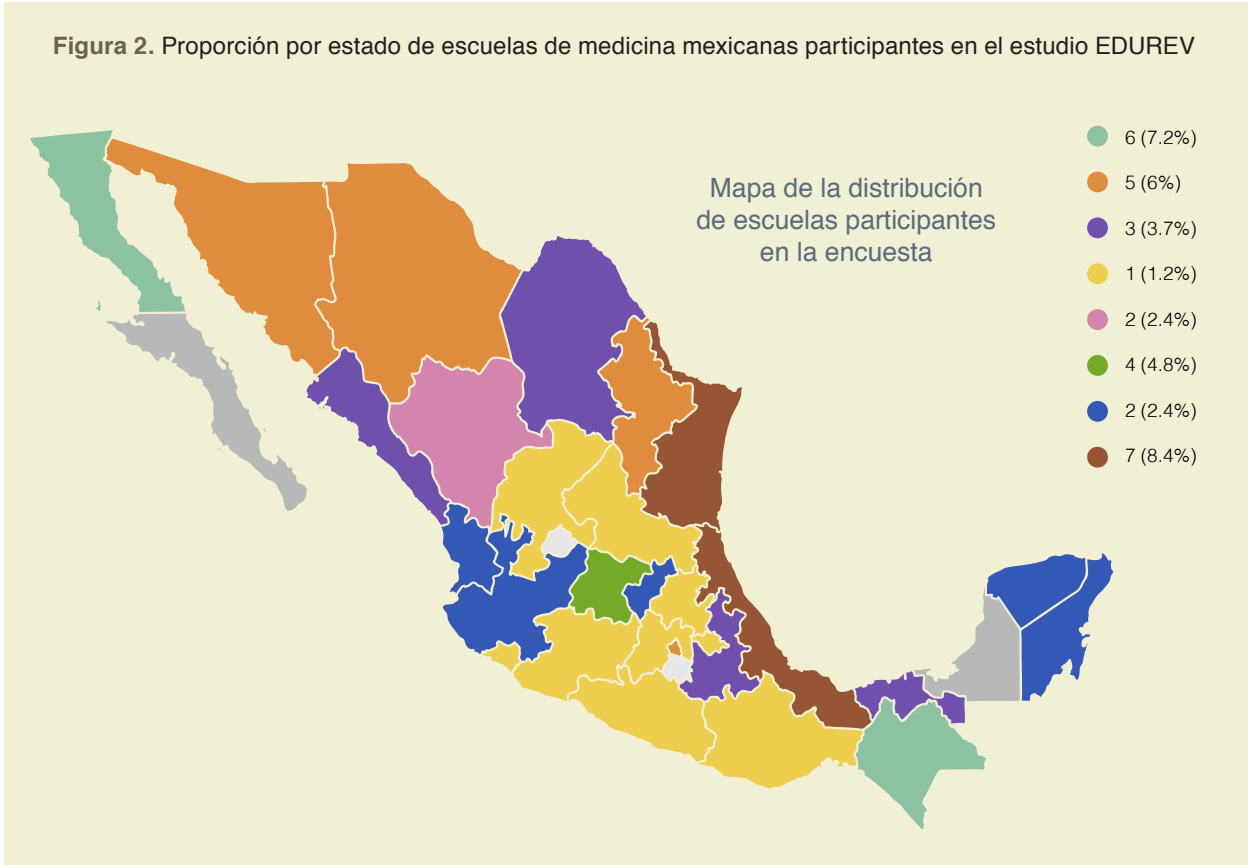 Figura 2. Proporción por estado de escuelas de medicina mexicanas participantes en el estudio EDUREV
Mapa de la distribución
de escuelas participantes
en la encuesta
6 (7.2%)
5 (6%)
3 (3.7%)
1 (1.2%)
2 (2.4%)
4 (4.8%)
2 (2.4%)
7 (8.4%)